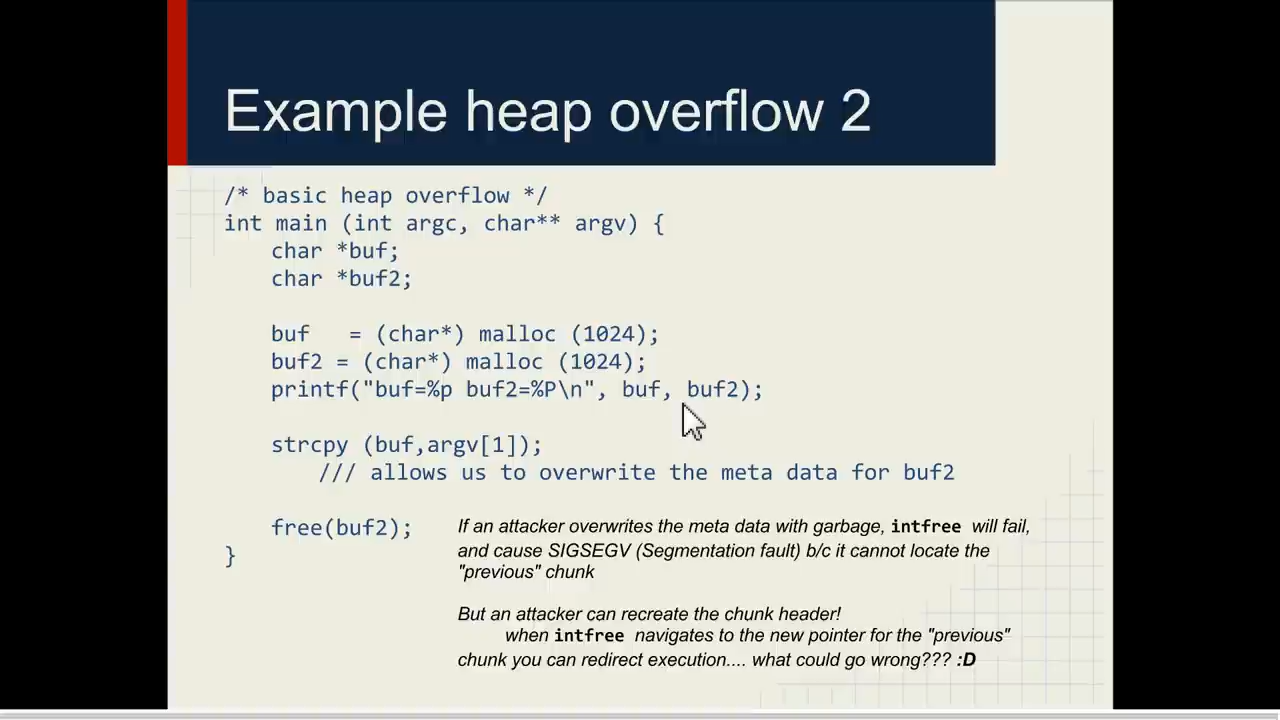 Example heap overflow 2
/* basic heap overflow */
int main (int argc, char** argv) {
char *buf;
char *buf2;
buf   = (char*) malloc (1024);
buf2 = (char*) malloc (1024);
printf("buf=%p buf2=%P\n", buf, buf2);
strcpy (buf,argv[1]);
/// allows us to overwrite the meta data for buf2
free(buf2);
}
If an attacker overwrites the meta data with garbage, intfree will fail,
and cause SIGSEGV (Segmentation fault) b/c it cannot locate the
"previous" chunk
But an attacker can recreate the chunk header!
when intfree navigates to the new pointer for the "previous"
chunk you can redirect execution.... what could go wrong??? :D